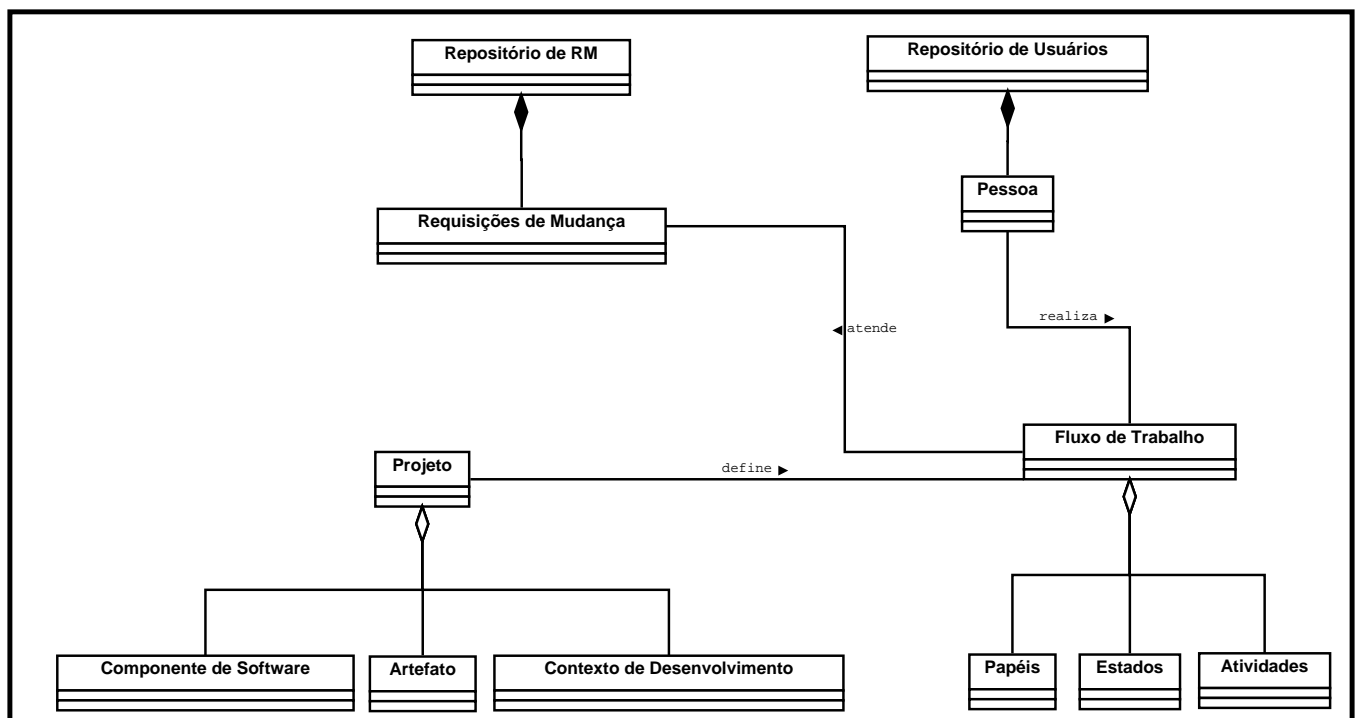 Repositório de RM
Repositório de Usuários
Pessoa
Requisições de Mudança
realiza ▶
◀ atende
Fluxo de Trabalho
Projeto
define ▶
Componente de Software
Artefato
Contexto de Desenvolvimento
Papéis
Estados
Atividades